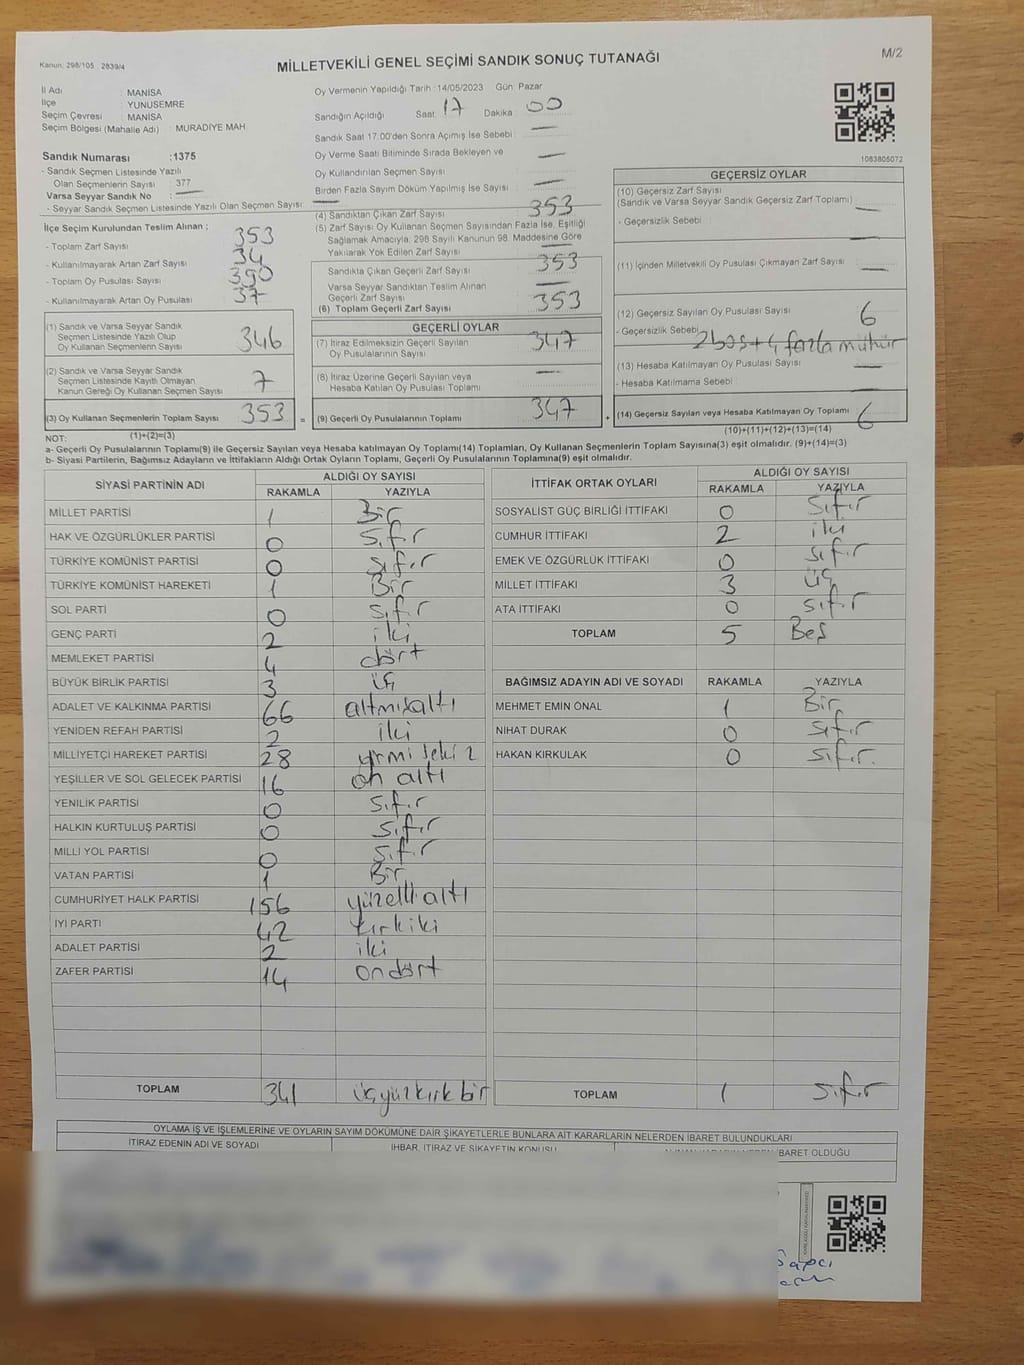 Kanun: 298/105 2839/4
M/2
MİLLETVEKİLİ GENEL SEÇİMİ SANDIK SONUÇ TUTANAĞI
İl Adı : MANİSA
İlçe : YUNUSEMRE
Seçim Çevresi : MANİSA
Seçim Bölgesi (Mahalle Adı) : MURADİYE MAH.
Sandık Numarası :1375
- Sandık Seçmen Listesinde Yazılı
Olan Seçmenlerin Sayısı : 377
Varsa Seyyar Sandık No : —
- Seyyar Sandık Seçmen Listesinde Yazılı Olan Seçmen Sayısı: —
Oy Vermenin Yapıldığı Tarih : 14/05/2023 Gün: Pazar
Sandığın Açıldığı Saat 17 Dakika 00
Sandık Saat 17.00'den Sonra Açımış İse Sebebi : —
Oy Verme Saati Bitiminde Sırada Bekleyen ve
Oy Kullandırılan Seçmen Sayısı : —
Birden Fazla Sayım Döküm Yapılmış İse Sayısı : —
1083805072
İlçe Seçim Kurulundan Teslim Alınan ;
- Toplam Zarf Sayısı 353
- Kullanılmayarak Artan Zarf Sayısı 34
- Toplam Oy Pusulası Sayısı 390
- Kullanılmayarak Artan Oy Pusulası 37
(1) Sandık ve Varsa Seyyar Sandık
Seçmen Listesinde Yazılı Olup
Oy Kullanan Seçmenlerin Sayısı 346
(2) Sandık ve Varsa Seyyar Sandık
Seçmen Listesinde Kayıtlı Olmayan
Kanun Gereği Oy Kullanan Seçmen Sayısı 7
(3) Oy Kullanan Seçmenlerin Toplam Sayısı 353 =
(1)+(2)=(3)
(4) Sandıktan Çıkan Zarf Sayısı 353
(5) Zarf Sayısı Oy Kullanan Seçmen Sayısından Fazla İse, Eşitliği
Sağlamak Amacıyla; 298 Sayılı Kanunun 98. Maddesine Göre
Yakılarak Yok Edilen Zarf Sayısı —
Sandıkta Çıkan Geçerli Zarf Sayısı 353
Varsa Seyyar Sandıktan Teslim Alınan
Geçerli Zarf Sayısı —
(6) Toplam Geçerli Zarf Sayısı 353
GEÇERLİ OYLAR
(7) İtiraz Edilmeksizin Geçerli Sayılan
Oy Pusulalarının Sayısı 347
(8) İtiraz Üzerine Geçerli Sayılan veya
Hesaba Katılan Oy Pusulası Toplamı —
(9) Geçerli Oy Pusulalarının Toplamı 347 +
GEÇERSİZ OYLAR
(10) Geçersiz Zarf Sayısı
(Sandık ve Varsa Seyyar Sandık Geçersiz Zarf Toplamı) —
- Geçersizlik Sebebi : —
(11) İçinden Milletvekili Oy Pusulası Çıkmayan Zarf Sayısı —
(12) Geçersiz Sayılan Oy Pusulası Sayısı 6
- Geçersizlik Sebebi 2 boş + 4 fazla mühür
(13) Hesaba Katılmayan Oy Pusulası Sayısı —
- Hesaba Katılmama Sebebi : —
(14) Geçersiz Sayılan veya Hesaba Katılmayan Oy Toplamı 6
(10)+(11)+(12)+(13)=(14)
NOT:
a- Geçerli Oy Pusulalarının Toplamı(9) ile Geçersiz Sayılan veya Hesaba katılmayan Oy Toplamı(14) Toplamları, Oy Kullanan Seçmenlerin Toplam Sayısına(3) eşit olmalıdır. (9)+(14)=(3)
b- Siyasi Partilerin, Bağımsız Adayların ve İttifakların Aldığı Ortak Oyların Toplamı, Geçerli Oy Pusulalarının Toplamına(9) eşit olmalıdır.
SİYASİ PARTİNİN ADI ALDIĞI OY SAYISI
RAKAMLA YAZIYLA
MİLLET PARTİSİ 1 Bir
HAK VE ÖZGÜRLÜKLER PARTİSİ 0 sıfır
TÜRKİYE KOMÜNİST PARTİSİ 0 sıfır
TÜRKİYE KOMÜNİST HAREKETİ 1 Bir
SOL PARTİ 0 sıfır
GENÇ PARTİ 2 iki
MEMLEKET PARTİSİ 4 dört
BÜYÜK BİRLİK PARTİSİ 3 üç
ADALET VE KALKINMA PARTİSİ 66 altmışaltı
YENİDEN REFAH PARTİSİ 2 iki
MİLLİYETÇİ HAREKET PARTİSİ 28 yirmi sekiz
YEŞİLLER VE SOL GELECEK PARTİSİ 16 on altı
YENİLİK PARTİSİ 0 sıfır
HALKIN KURTULUŞ PARTİSİ 0 sıfır
MİLLİ YOL PARTİSİ 0 sıfır
VATAN PARTİSİ 1 Bir
CUMHURİYET HALK PARTİSİ 156 yüzelli altı
İYİ PARTİ 42 kırkiki
ADALET PARTİSİ 2 iki
ZAFER PARTİSİ 14 ondört
TOPLAM 341 üçyüzkırk bir
İTTİFAK ORTAK OYLARI ALDIĞI OY SAYISI
RAKAMLA YAZIYLA
SOSYALİST GÜÇ BİRLİĞİ İTTİFAKI 0 sıfır
CUMHUR İTTİFAKI 2 iki
EMEK VE ÖZGÜRLÜK İTTİFAKI 0 sıfır
MİLLET İTTİFAKI 3 üç
ATA İTTİFAKI 0 sıfır
TOPLAM 5 Beş
BAĞIMSIZ ADAYIN ADI VE SOYADI RAKAMLA YAZIYLA
MEHMET EMİN ÖNAL 1 Bir
NİHAT DURAK 0 sıfır
HAKAN KIRKULAK 0 sıfır.
TOPLAM 1 sıfır
OYLAMA İŞ VE İŞLEMLERİNE VE OYLARIN SAYIM DÖKÜMÜNE DAİR ŞİKAYETLERLE BUNLARA AİT KARARLARIN NELERDEN İBARET BULUNDUKLARI
İTİRAZ EDENİN ADI VE SOYADI İHBAR, İTİRAZ VE ŞİKAYETİN KONUSU İBARET OLDUĞU